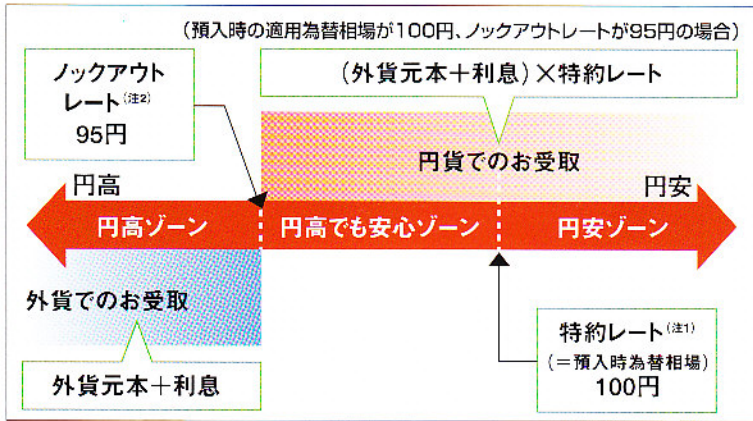 (預入時の適用為替相場が100円、ノックアウトレートが95円の場合)
ノックアウト
レート(注2)
95円
(外貨元本+利息)×特約レート
円貨でのお受取
円高
円安
円高ゾーン
円高でも安心ゾーン
円安ゾーン
外貨でのお受取
外貨元本+利息
特約レート(注1)
(=預入時為替相場)
100円